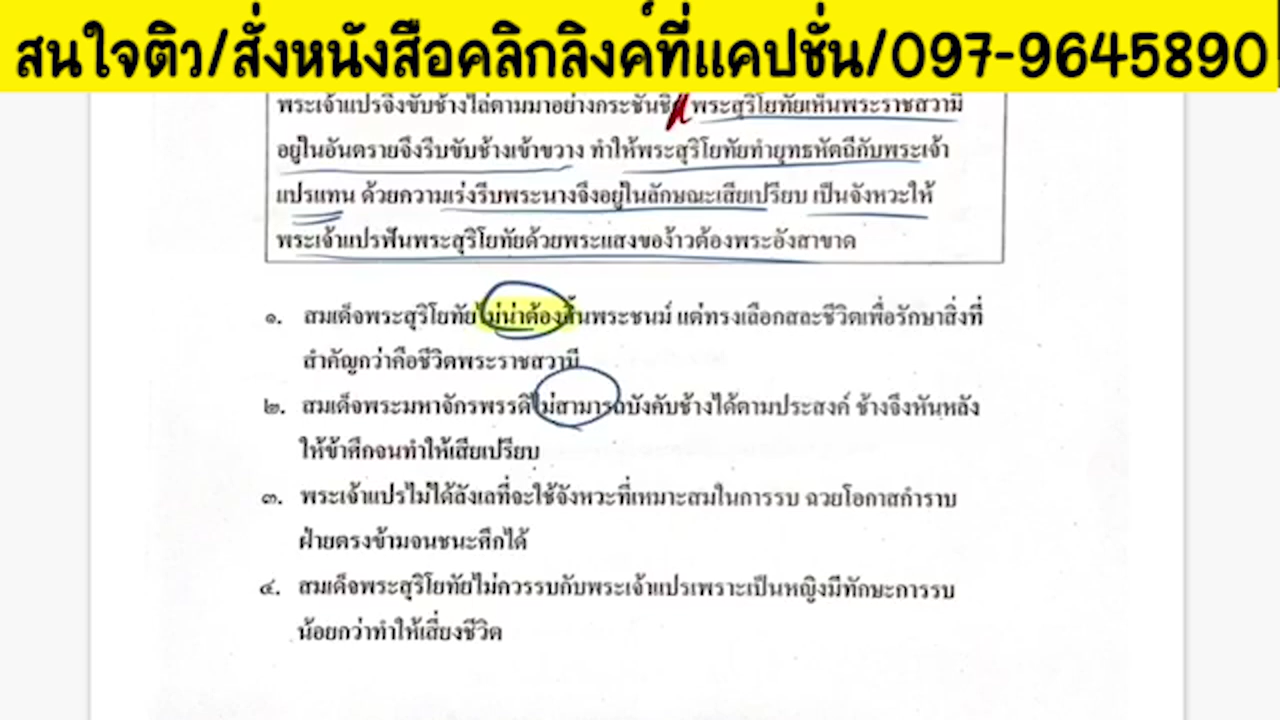 สนใจติว/สั่งหนังสือคลิกลิงค์ที่แคปชั่น/097-9645890
พระเจ้าแปรจึงขับช้างไล่ตามมาอย่างกระชันชิด พระสุริโยทัยเห็นพระราชสวามี
อยู่ในอันตรายจึงรีบขับช้างเข้าขวาง ทำให้พระสุริโยทัยทำยุทธหัตถีกับพระเจ้า
แปรแทน ด้วยความเร่งรีบพระนางจึงอยู่ในลักษณะเสียเปรียบ เป็นจังหวะให้
พระเจ้าแปรฟันพระสุริโยทัยด้วยพระแสงของ้าวต้องพระอังสาขาด
๑. สมเด็จพระสุริโยทัยไม่น่าต้องสิ้นพระชนม์ แต่ทรงเลือกสละชีวิตเพื่อรักษาสิ่งที่
สำคัญกว่าคือชีวิตพระราชสวามี
๒. สมเด็จพระมหาจักรพรรดิไม่สามารถบังคับช้างได้ตามประสงค์ ช้างจึงหันหลัง
ให้ข้าศึกจนทำให้เสียเปรียบ
๓. พระเจ้าแปรไม่ได้ลังเลที่จะใช้จังหวะที่เหมาะสมในการรบ ฉวยโอกาสกำราบ
ฝ่ายตรงข้ามจนชนะศึกได้
๔. สมเด็จพระสุริโยทัยไม่ควรรบกับพระเจ้าแปรเพราะเป็นหญิงมีทักษะการรบ
น้อยกว่าทำให้เสี่ยงชีวิต